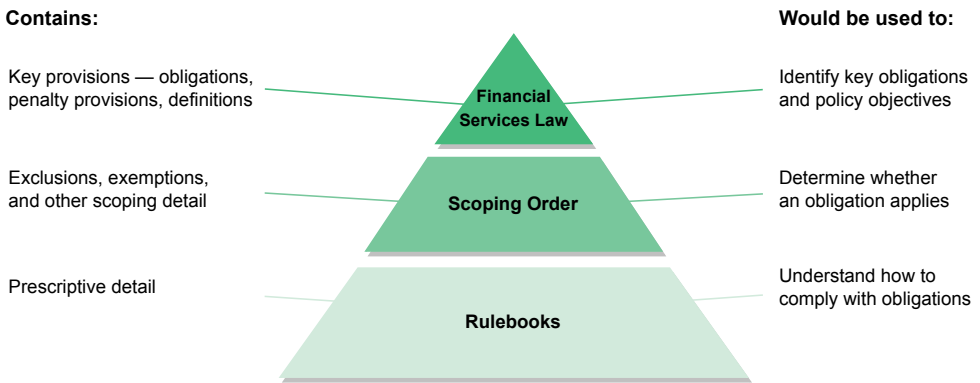 Contains:
Would be used to:
Key provisions — obligations,
penalty provisions, definitions
Financial
Services Law
Identify key obligations
and policy objectives
Exclusions, exemptions,
and other scoping detail
Scoping Order
Determine whether
an obligation applies
Prescriptive detail
Rulebooks
Understand how to
comply with obligations